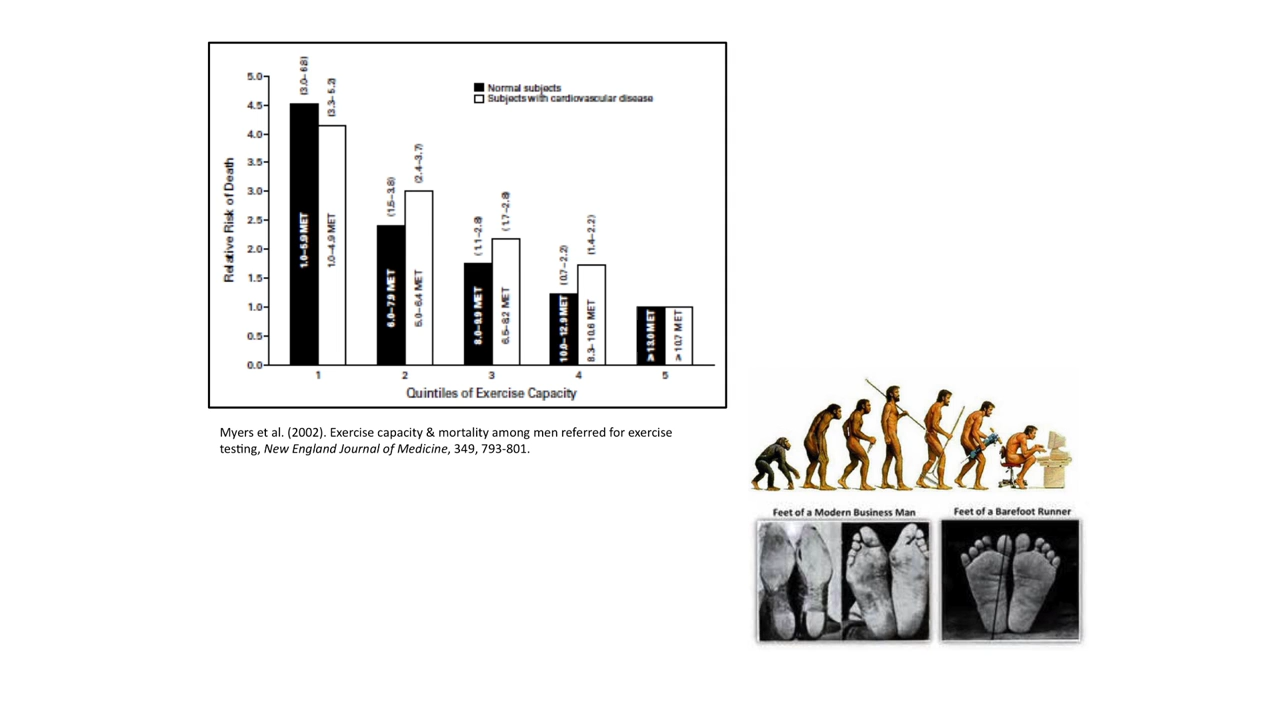 (3.0–6.8)
(3.3–5.2)
5.0
Normal subjects
Subjects with cardiovascular disease
4.5
4.0
3.5
3.0
2.5
2.0
1.5
1.0
0.5
0.0
Relative Risk of Death
1.0–5.9 MET
1.0–4.9 MET
(1.5–3.8)
(2.4–3.7)
6.0–7.9 MET
5.0–6.4 MET
(1.1–2.8)
(1.7–2.8)
8.0–9.9 MET
6.5–8.2 MET
(0.7–2.2)
(1.4–2.2)
10.0–12.9 MET
8.3–10.6 MET
≥13.0 MET
≥10.7 MET
1 2 3 4 5
Quintiles of Exercise Capacity
Myers et al. (2002). Exercise capacity & mortality among men referred for exercise
testing, New England Journal of Medicine, 349, 793-801.
Feet of a Modern Business Man
Feet of a Barefoot Runner